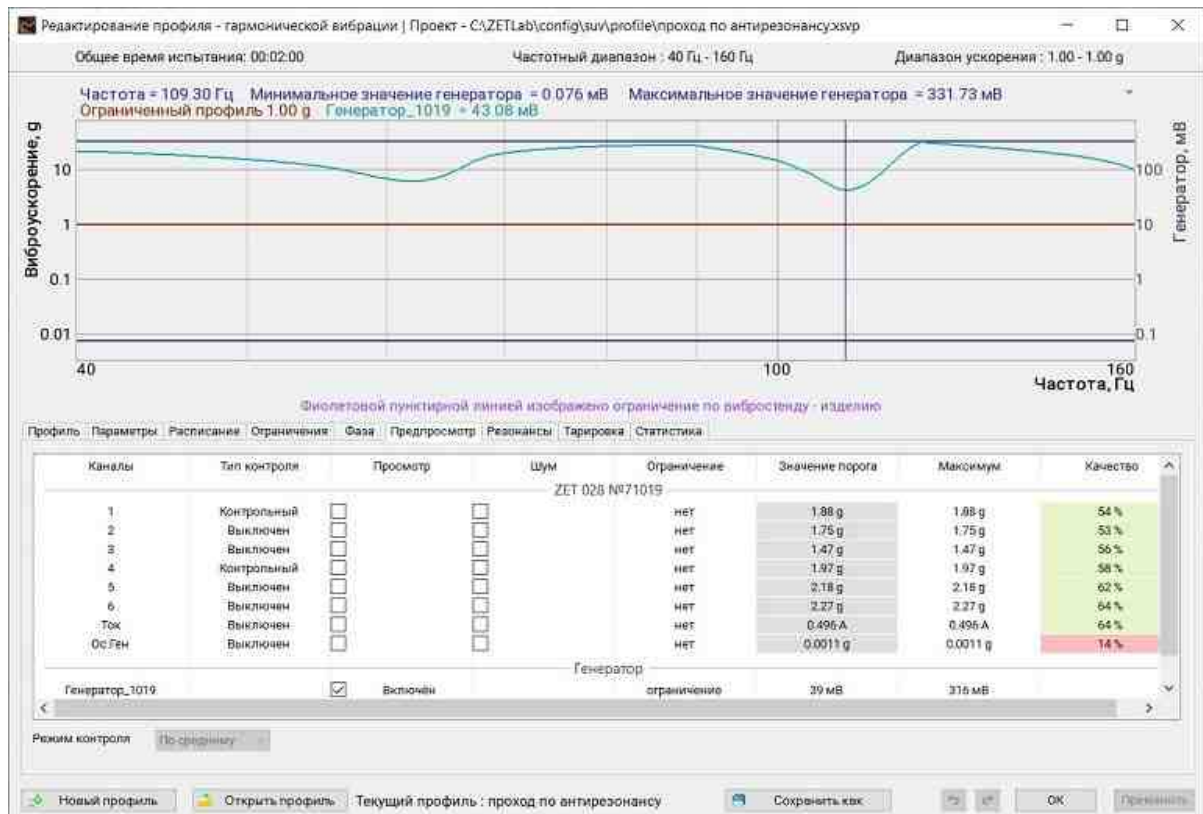 Редактирование профиля - гармонической вибрации | Проект - C:\ZETLab\config\suv\profile\проход по антирезонансу.xsvp
Общее время испытания: 00:02:00 Частотный диапазон : 40 Гц - 160 Гц Диапазон ускорения : 1.00 - 1.00 g
Частота = 109.30 Гц Минимальное значение генератора = 0.076 мВ Максимальное значение генератора = 331.73 мВ
Ограниченный профиль 1.00 g Генератор_1019 = 43.08 мВ
Виброускорение, g
10
1
0.1
0.01
100
10
1
0.1
Генератор, мВ
40 100 160
Частота, Гц
Фиолетовой пунктирной линией изображено ограничение по вибростенду - изделию
Профиль Параметры Расписание Ограничения Фаза Предпросмотр Резонансы Тарировка Статистика
Каналы Тип контроля Просмотр Шум Ограничение Значение порога Максимум Качество
ZET 028 №71019
1 Контрольный нет 1.88 g 1.88 g 54 %
2 Выключен нет 1.75 g 1.75 g 53 %
3 Выключен нет 1.47 g 1.47 g 56 %
4 Контрольный нет 1.97 g 1.97 g 58 %
5 Выключен нет 2.18 g 2.18 g 62 %
6 Выключен нет 2.27 g 2.27 g 64 %
Ток Выключен нет 0.496 A 0.496 A 64 %
Ос.Ген Выключен нет 0.0011 g 0.0011 g 14 %
Генератор
Генератор_1019 Включён ограничение 39 мВ 316 мВ
Режим контроля По среднему
Новый профиль Открыть профиль Текущий профиль : проход по антирезонансу Сохранить как OK Применить